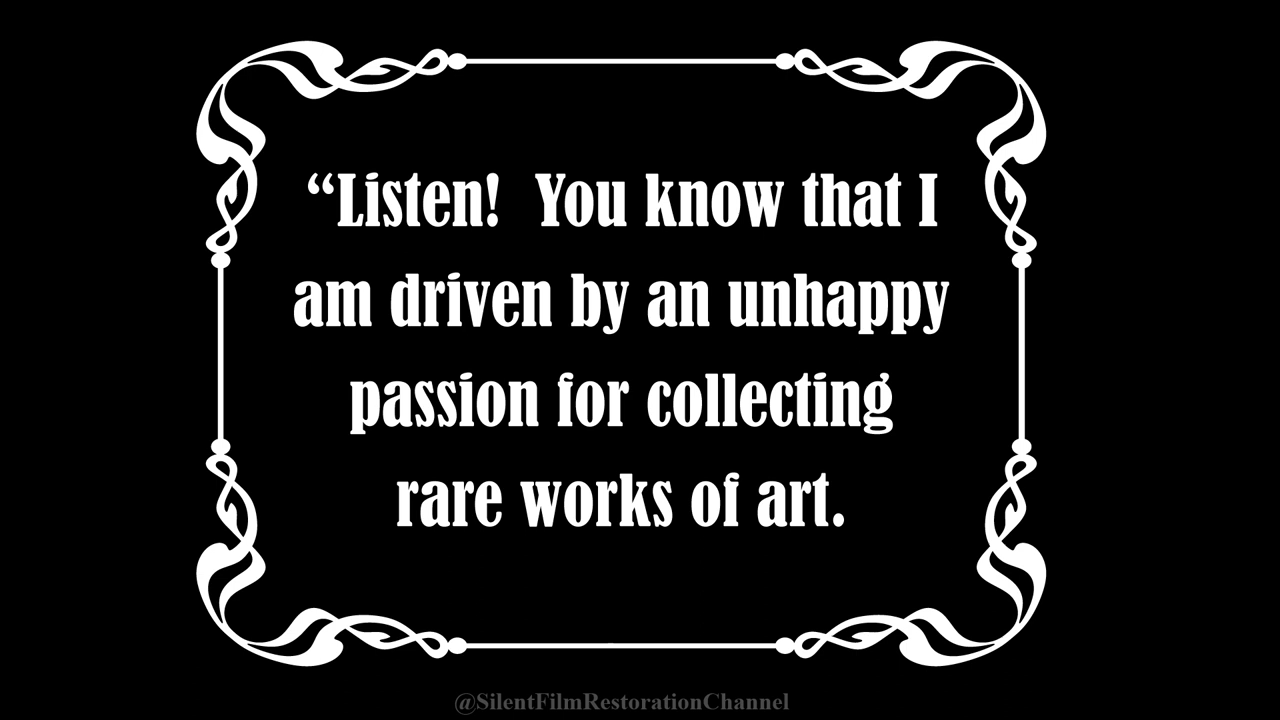 “Listen!  You know that I
am driven by an unhappy
passion for collecting
rare works of art.
@SilentFilmRestorationChannel